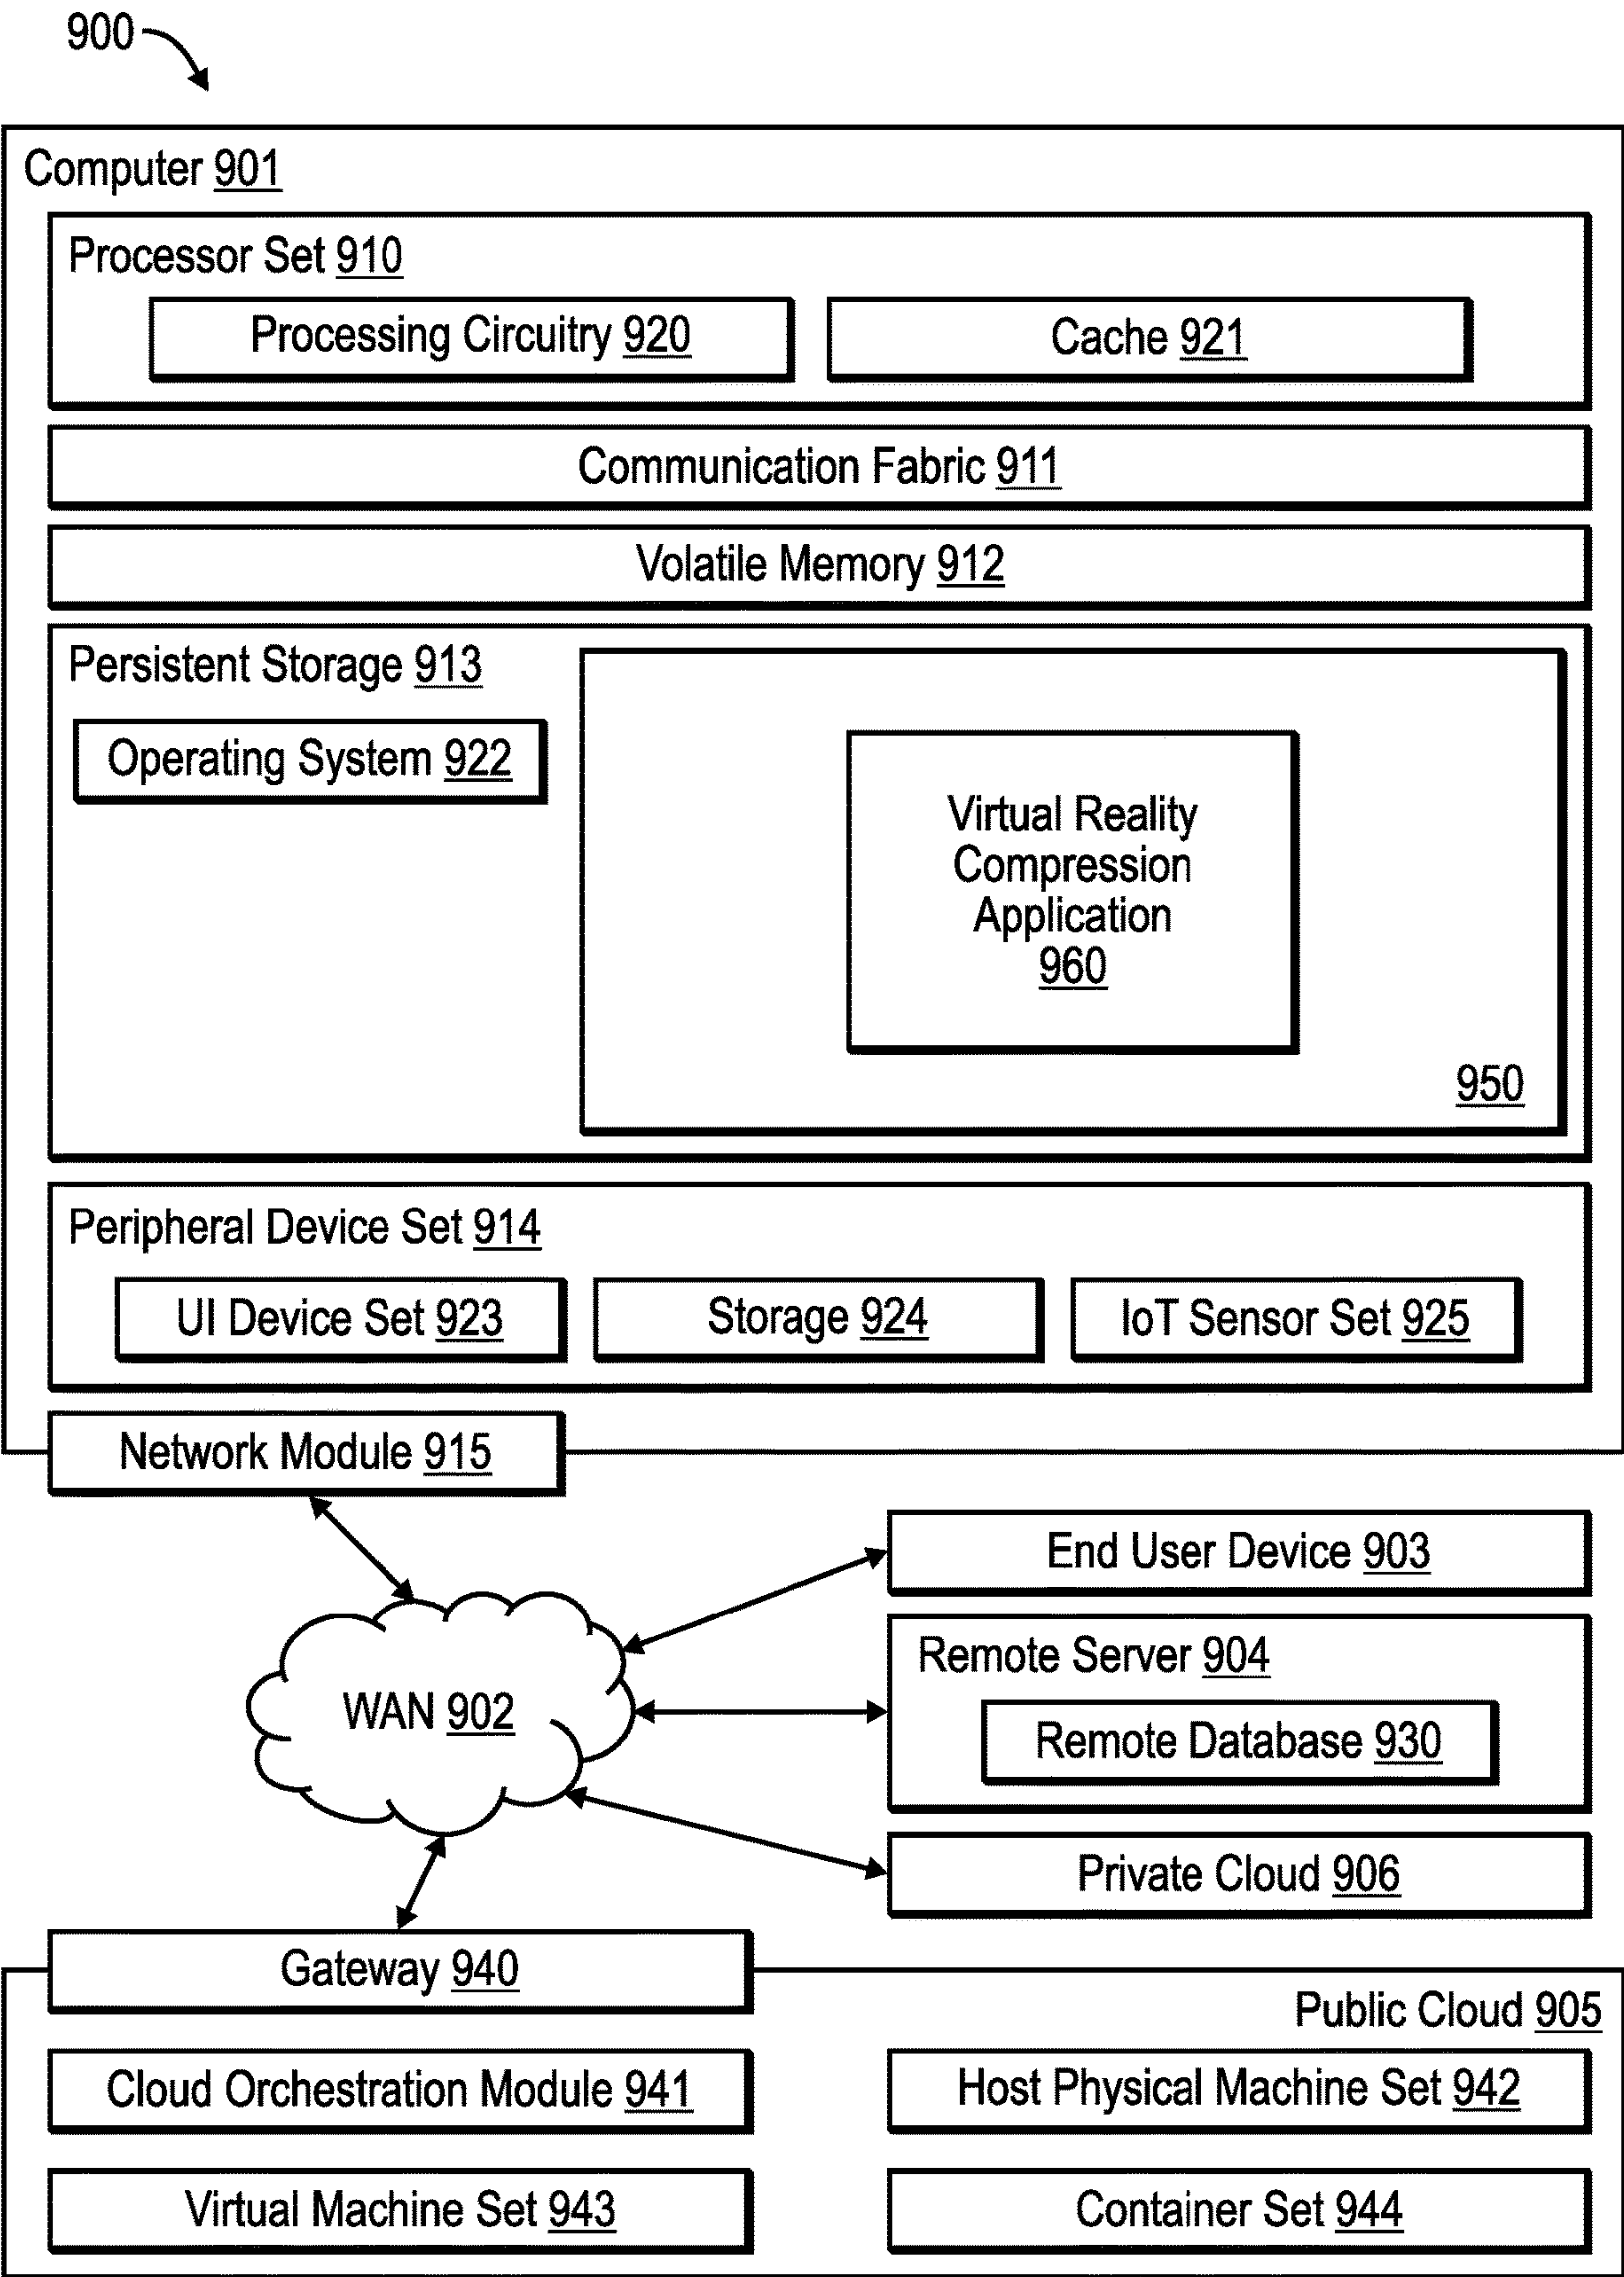 900
Computer 901
Processor Set 910
Processing Circuitry 920
Cache 921
Communication Fabric 911
Volatile Memory 912
Persistent Storage 913
Operating System 922
Virtual Reality
Compression
Application
960
950
Peripheral Device Set 914
UI Device Set 923
Storage 924
IoT Sensor Set 925
Network Module 915
End User Device 903
Remote Server 904
WAN 902
Remote Database 930
Private Cloud 906
Gateway 940
Public Cloud 905
Cloud Orchestration Module 941
Host Physical Machine Set 942
Virtual Machine Set 943
Container Set 944